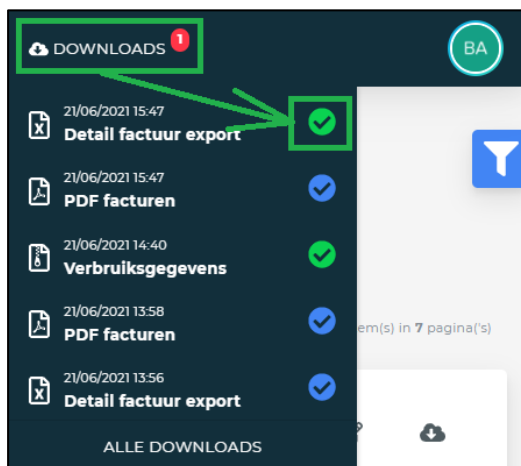 DOWNLOADS 1
BA
21/06/2021 15:47
Detail factuur export
21/06/2021 15:47
PDF facturen
21/06/2021 14:40
Verbruiksgegevens
21/06/2021 13:58
PDF facturen
em(s) in 7 pagina('s)
21/06/2021 13:56
Detail factuur export
ALLE DOWNLOADS